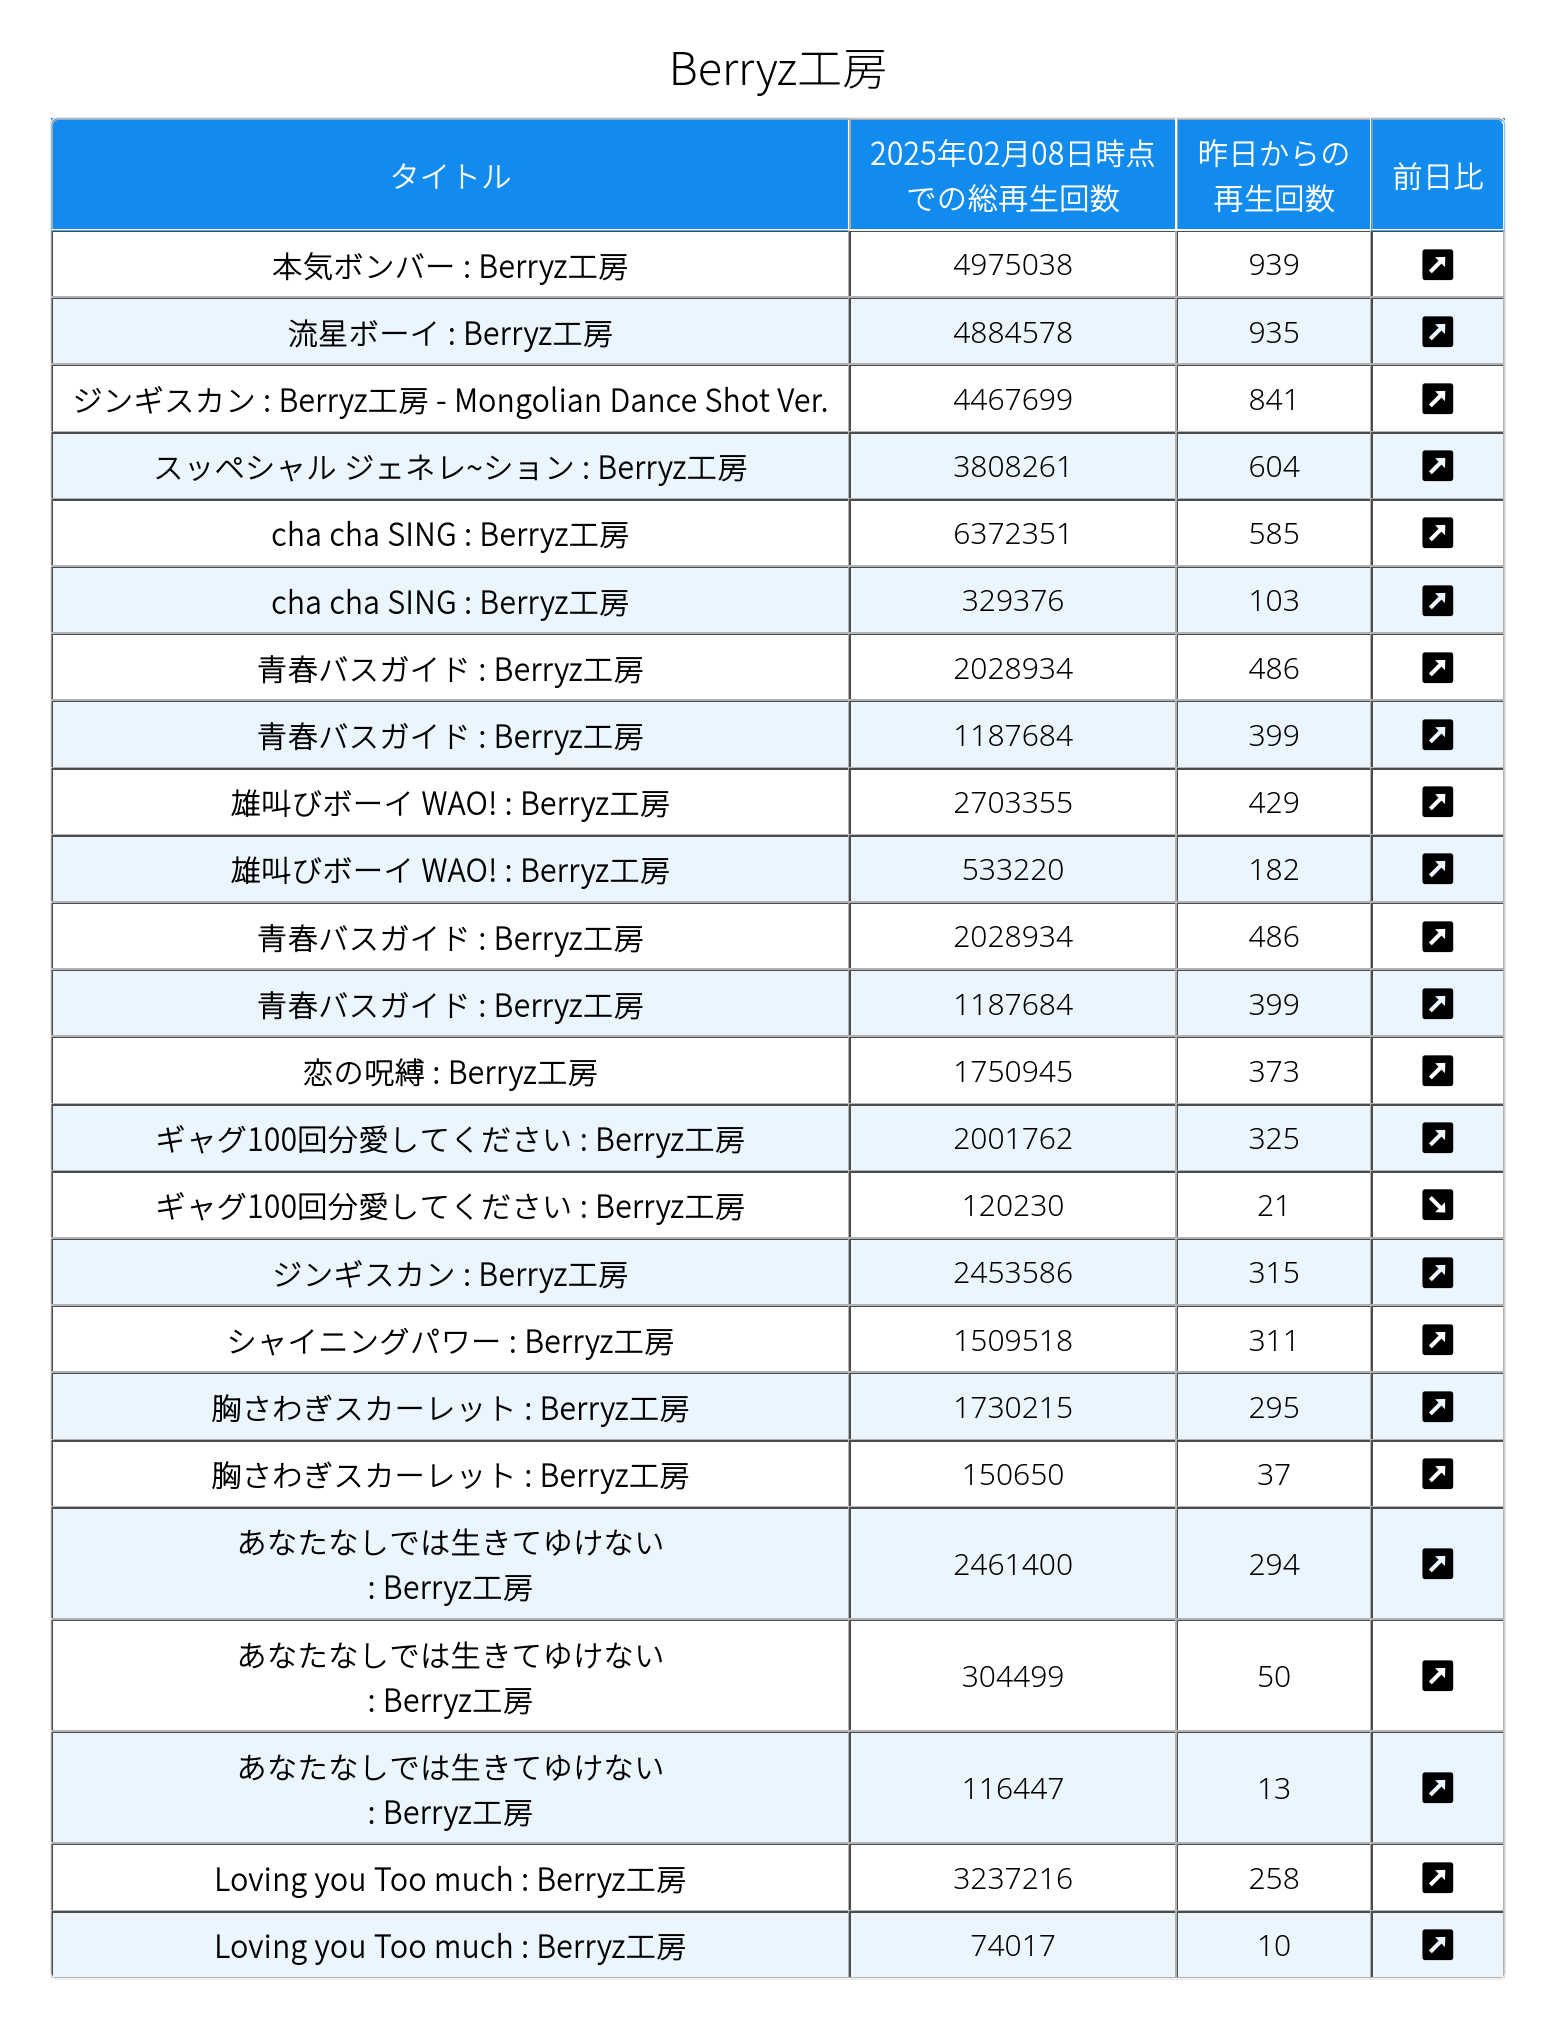 Berryz工房
タイトル
2025年02月08日時点
での総再生回数
昨日からの
再生回数
前日比
本気ボンバー : Berryz工房 4975038 939
流星ボーイ : Berryz工房 4884578 935
ジンギスカン : Berryz工房 - Mongolian Dance Shot Ver. 4467699 841
スッペシャル ジェネレ~ション : Berryz工房 3808261 604
cha cha SING : Berryz工房 6372351 585
cha cha SING : Berryz工房 329376 103
青春バスガイド : Berryz工房 2028934 486
青春バスガイド : Berryz工房 1187684 399
雄叫びボーイ WAO! : Berryz工房 2703355 429
雄叫びボーイ WAO! : Berryz工房 533220 182
青春バスガイド : Berryz工房 2028934 486
青春バスガイド : Berryz工房 1187684 399
恋の呪縛 : Berryz工房 1750945 373
ギャグ100回分愛してください : Berryz工房 2001762 325
ギャグ100回分愛してください : Berryz工房 120230 21
ジンギスカン : Berryz工房 2453586 315
シャイニングパワー : Berryz工房 1509518 311
胸さわぎスカーレット : Berryz工房 1730215 295
胸さわぎスカーレット : Berryz工房 150650 37
あなたなしでは生きてゆけない
: Berryz工房 2461400 294
あなたなしでは生きてゆけない
: Berryz工房 304499 50
あなたなしでは生きてゆけない
: Berryz工房 116447 13
Loving you Too much : Berryz工房 3237216 258
Loving you Too much : Berryz工房 74017 10